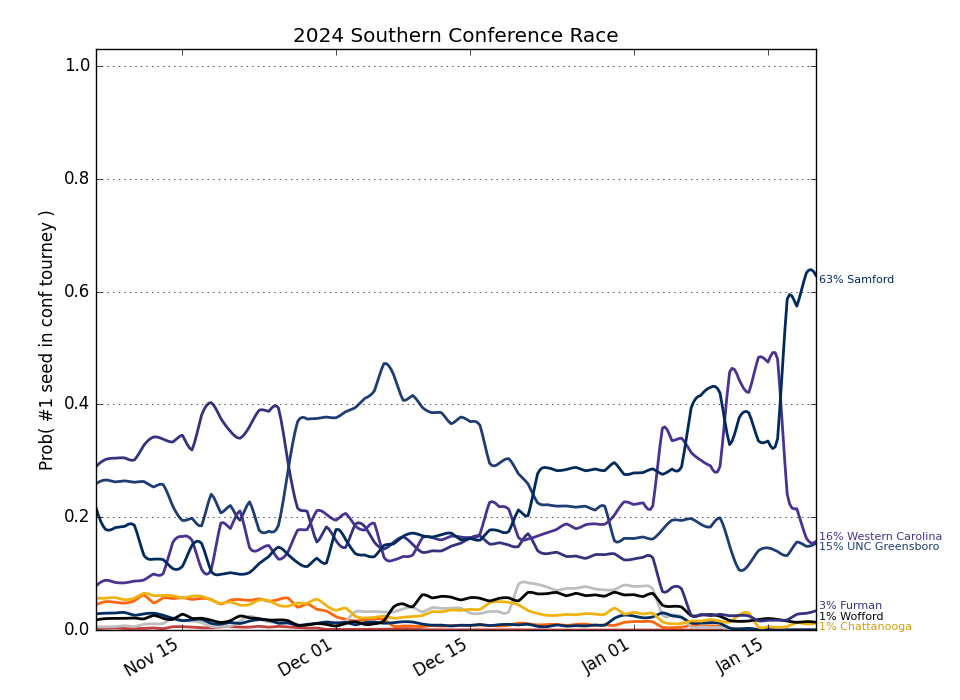 2024 Southern Conference Race
Prob( #1 seed in conf tourney )
1.0
0.8
0.6
0.4
0.2
0.0
63% Samford
16% Western Carolina
15% UNC Greensboro
3% Furman
1% Wofford
1% Chattanooga
Nov 15
Dec 01
Dec 15
Jan 01
Jan 15